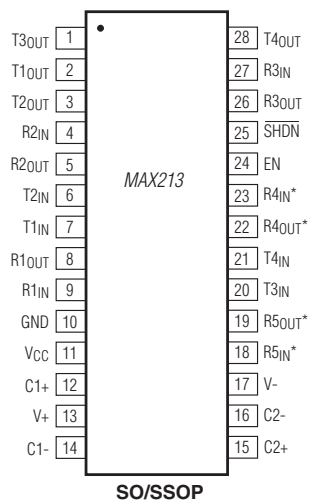 T3OUT 1 28 T4OUT
T1OUT 2 27 R3IN
T2OUT 3 26 R3OUT
R2IN 4 25 S̅H̅D̅N̅
R2OUT 5 24 EN
MAX213
T2IN 6 23 R4IN*
T1IN 7 22 R4OUT*
R1OUT 8 21 T4IN
R1IN 9 20 T3IN
GND 10 19 R5OUT*
VCC 11 18 R5IN*
C1+ 12 17 V-
V+ 13 16 C2-
C1- 14 15 C2+
SO/SSOP